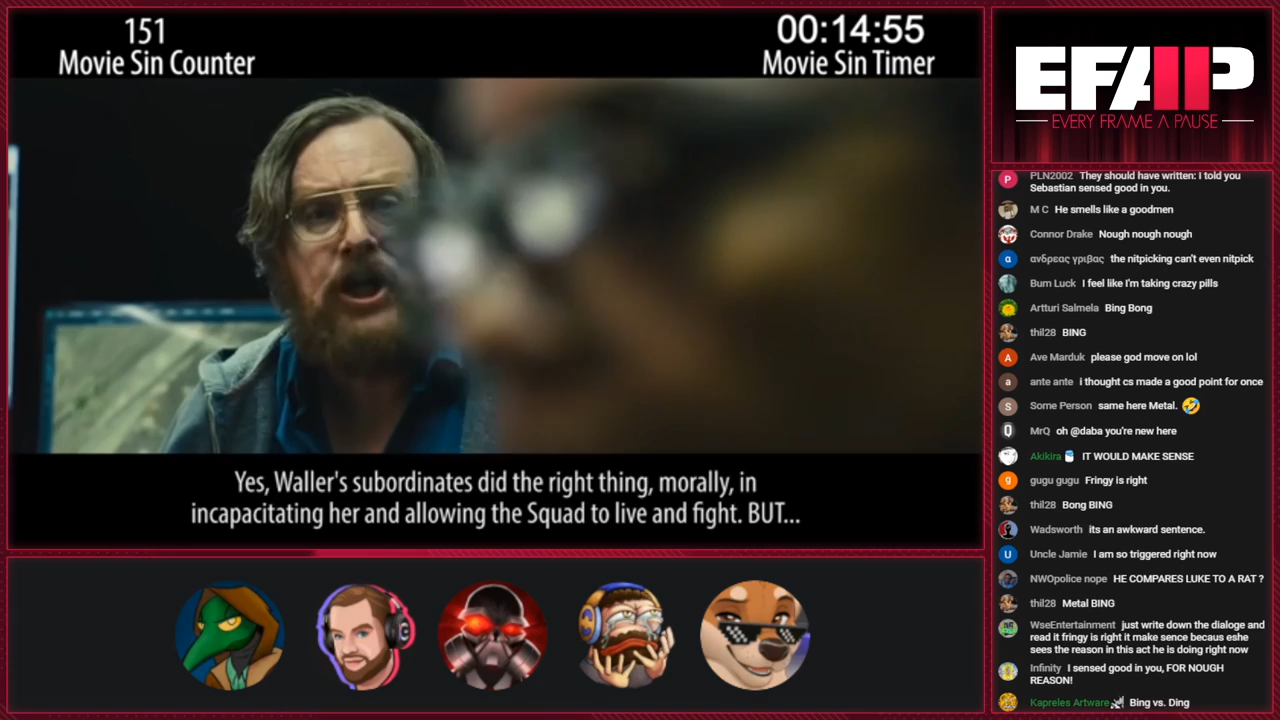 151
Movie Sin Counter
00:14:55
Movie Sin Timer
Yes, Waller's subordinates did the right thing, morally, in
incapacitating her and allowing the Squad to live and fight. BUT...
EFAP
EVERY FRAME A PAUSE
P PLN2002 They should have written: I told you
Sebastian sensed good in you.
M C He smells like a goodmen
Connor Drake Nough nough nough
α ανδρεας γριβας the nitpicking can't even nitpick
Bum Luck I feel like I'm taking crazy pills
Artturi Salmela Bing Bong
thil28 BING
A Ave Marduk please god move on lol
a ante ante i thought cs made a good point for once
S Some Person same here Metal. 🤣
MrQ oh @daba you're new here
Akikira IT WOULD MAKE SENSE
g gugu gugu Fringy is right
thil28 Bong BING
Wadsworth its an awkward sentence.
U Uncle Jamie I am so triggered right now
NWOpolice nope HE COMPARES LUKE TO A RAT ?
thil28 Metal BING
WseEntertainment just write down the dialoge and
read it fringy is right it make sence becaus eshe
sees the reason in this act he is doing right now
Infinity I sensed good in you, FOR NOUGH
REASON!
Kapreles Artware Bing vs. Ding